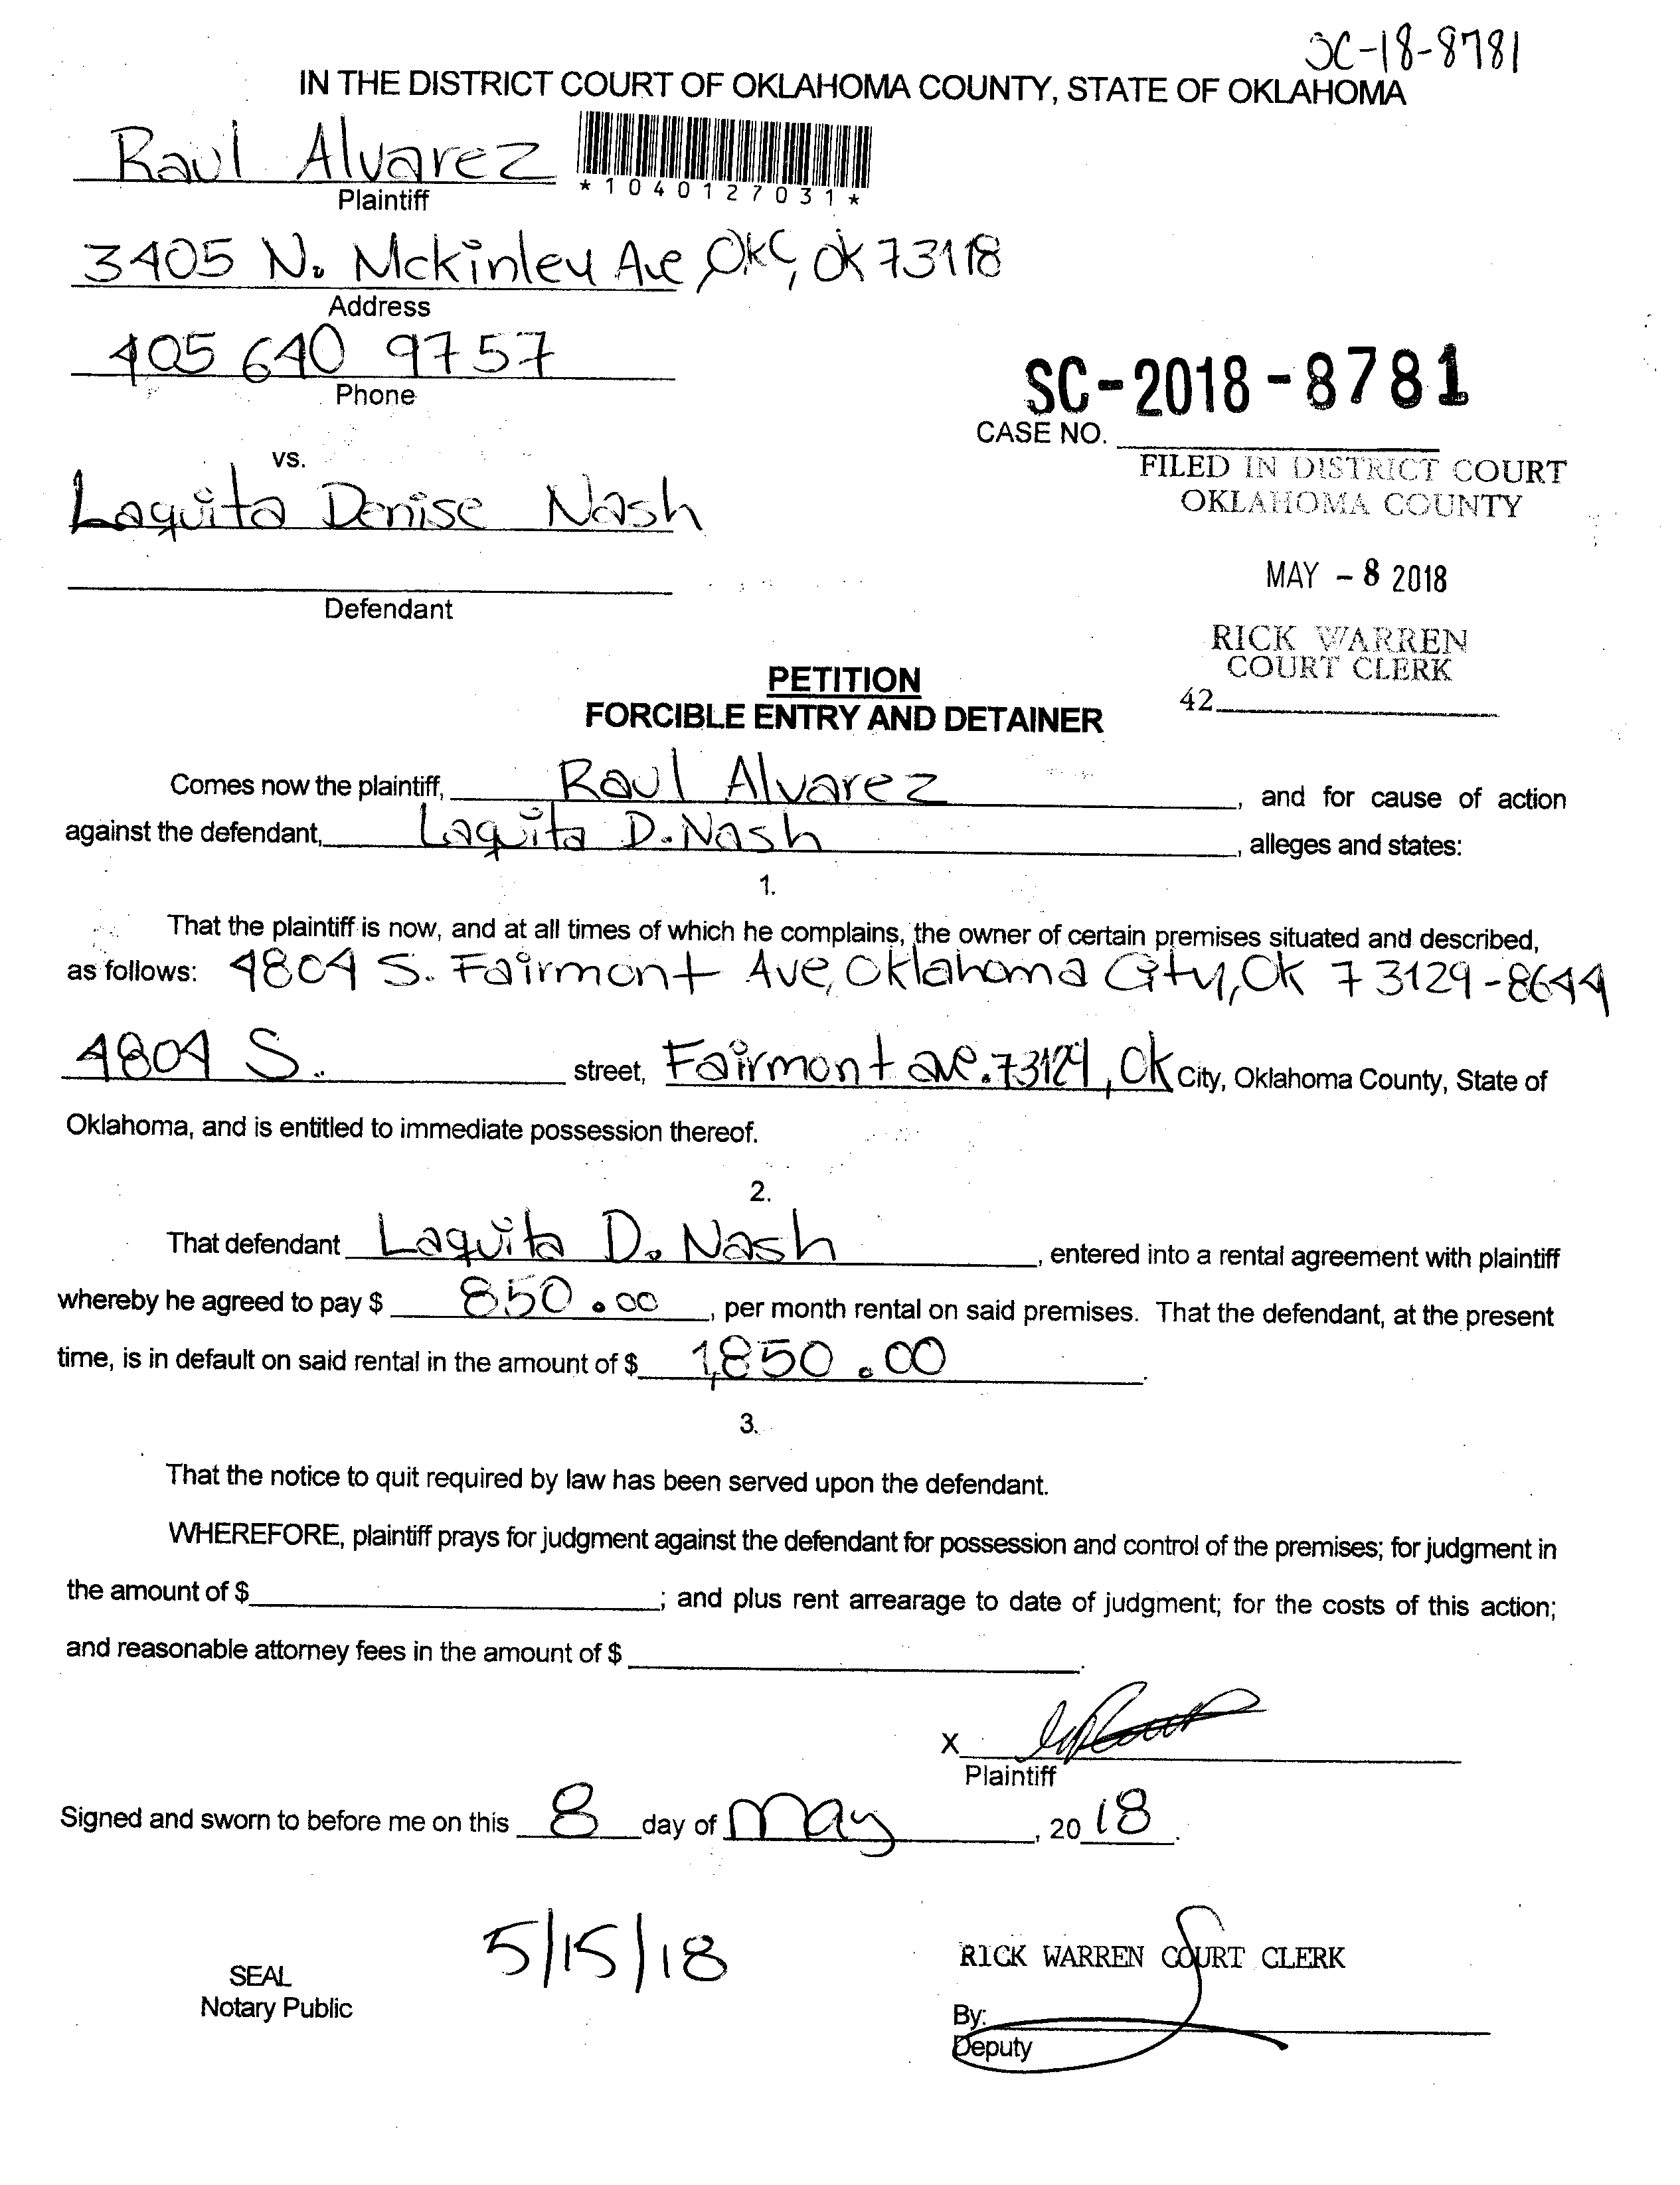 SC-18-8781
IN THE DISTRICT COURT OF OKLAHOMA COUNTY, STATE OF OKLAHOMA
Raul Alvarez
*1040127031*
Plaintiff
3405 N. Mckinley Ave, OKC, OK 73118
Address
405 640 9757
Phone
SC-2018-8781
CASE NO.
vs.
FILED IN DISTRICT COURT
OKLAHOMA COUNTY
Laquita Denise Nash
MAY - 8 2018
Defendant
RICK WARREN
COURT CLERK
42
PETITION
FORCIBLE ENTRY AND DETAINER
Comes now the plaintiff, Raul Alvarez, and for cause of action
against the defendant, Laquita D. Nash, alleges and states:
1.
That the plaintiff is now, and at all times of which he complains, the owner of certain premises situated and described,
as follows: 4804 S. Fairmont Ave, Oklahoma City, OK 73129-8644
4804 S. street, Fairmont ave. 73129, OK City, Oklahoma County, State of
Oklahoma, and is entitled to immediate possession thereof.
2.
That defendant Laquita D. Nash, entered into a rental agreement with plaintiff
whereby he agreed to pay $ 850.00, per month rental on said premises. That the defendant, at the present
time, is in default on said rental in the amount of $ 1,850.00.
3.
That the notice to quit required by law has been served upon the defendant.
WHEREFORE, plaintiff prays for judgment against the defendant for possession and control of the premises; for judgment in
the amount of $; and plus rent arrearage to date of judgment; for the costs of this action;
and reasonable attorney fees in the amount of $.
X
Plaintiff
Signed and sworn to before me on this 8 day of May, 2018.
5/15/18
RICK WARREN COURT CLERK
SEAL
Notary Public
By:
Deputy